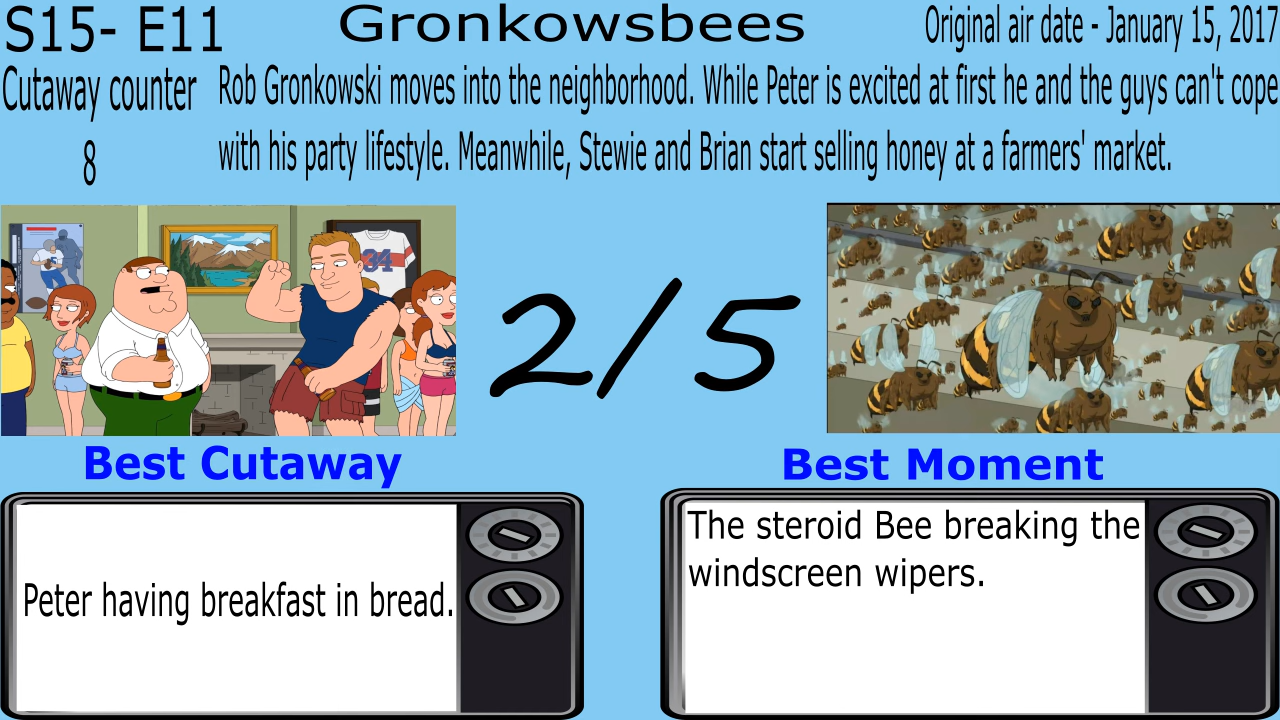 S15- E11
Gronkowsbees
Original air date - January 15, 2017
Cutaway counter
8
Rob Gronkowski moves into the neighborhood. While Peter is excited at first he and the guys can't cope
with his party lifestyle. Meanwhile, Stewie and Brian start selling honey at a farmers' market.
34
2/5
Best Cutaway
Best Moment
Peter having breakfast in bread.
The steroid Bee breaking the
windscreen wipers.